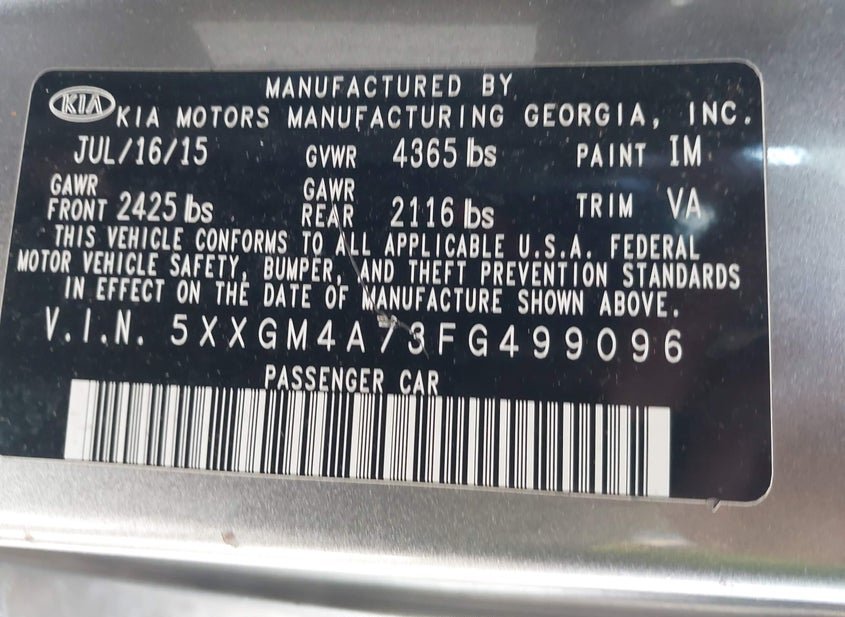 MANUFACTURED BY
KIA KIA MOTORS MANUFACTURING GEORGIA, INC.
JUL/16/15 GVWR 4365 lbs PAINT IM
GAWR FRONT 2425 lbs GAWR REAR 2116 lbs TRIM VA
THIS VEHICLE CONFORMS TO ALL APPLICABLE U.S.A. FEDERAL
MOTOR VEHICLE SAFETY, BUMPER, AND THEFT PREVENTION STANDARDS
IN EFFECT ON THE DATE OF MANUFACTURE SHOWN ABOVE.
V.I.N. 5XXGM4A73FG499096
PASSENGER CAR